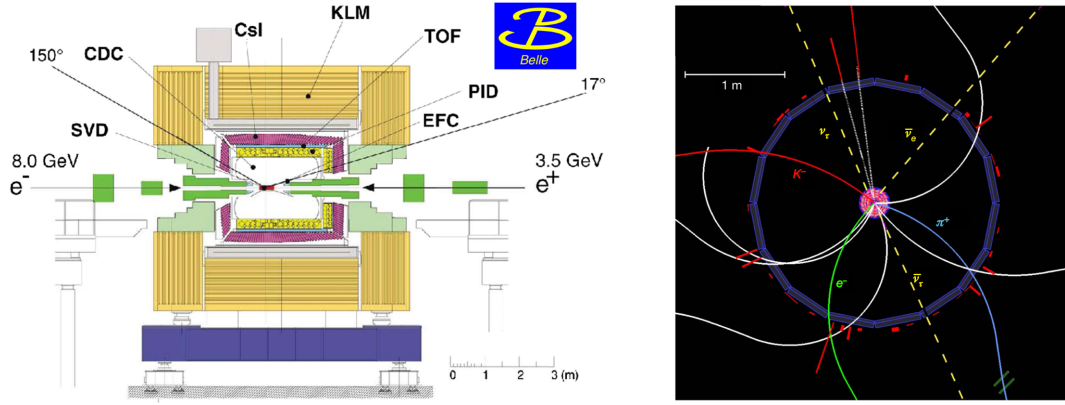 CsI
KLM
TOF
CDC
150°
B
Belle
17°
PID
EFC
SVD
8.0 GeV
e-
3.5 GeV
e+
0 1 2 3 (m)
1 m
ν_τ
ν̄_e
K⁻
π⁺
e⁻
ν̄_τ